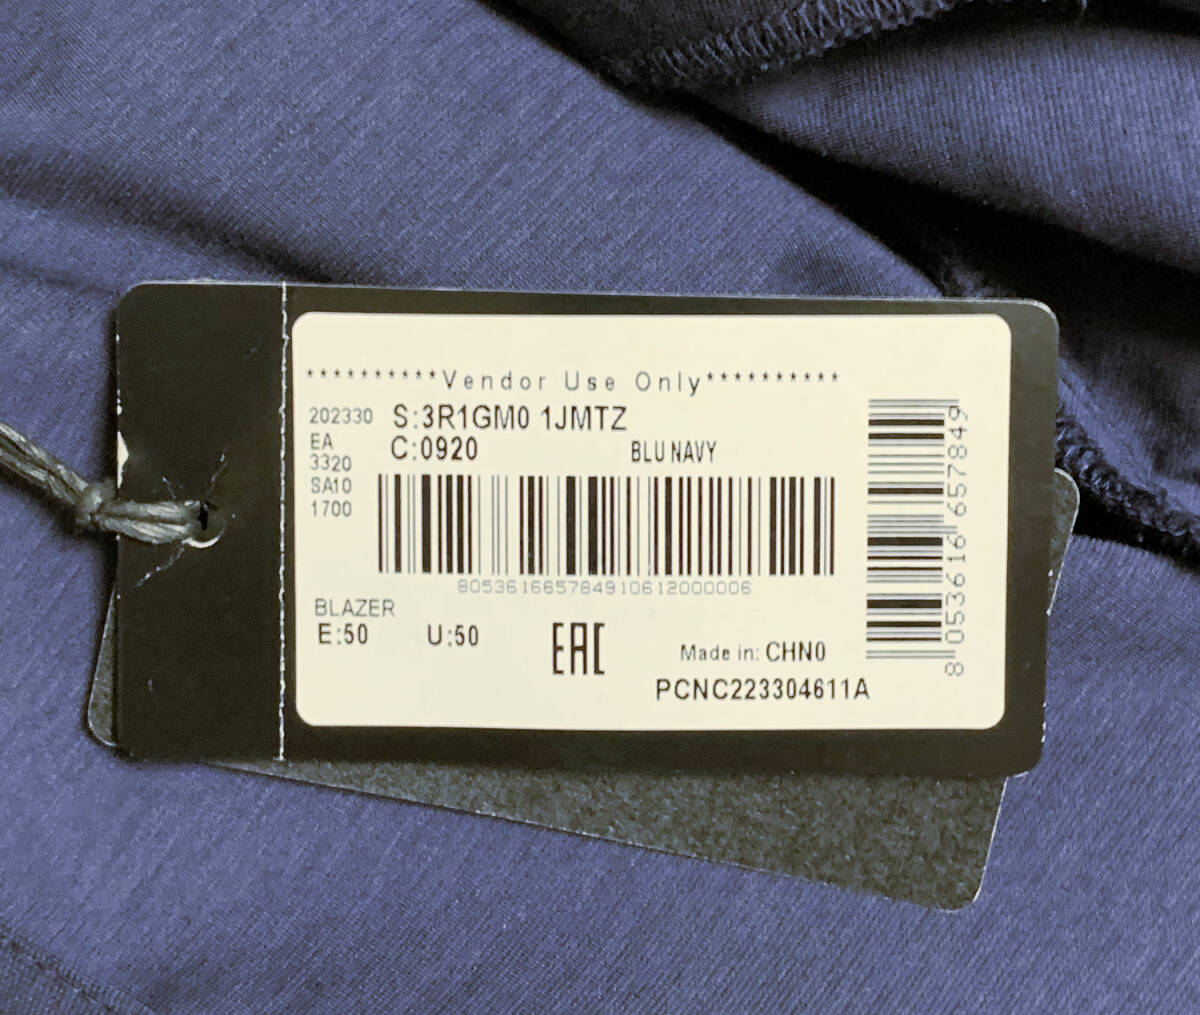 **********Vendor Use Only**********
202330 S:3R1GM0 1JMTZ
EA C:0920 BLU NAVY
3320
SA10
1700
805361665784910612000006
BLAZER
E:50 U:50 EAC
Made in: CHN0
PCNC223304611A
8 053616 657849